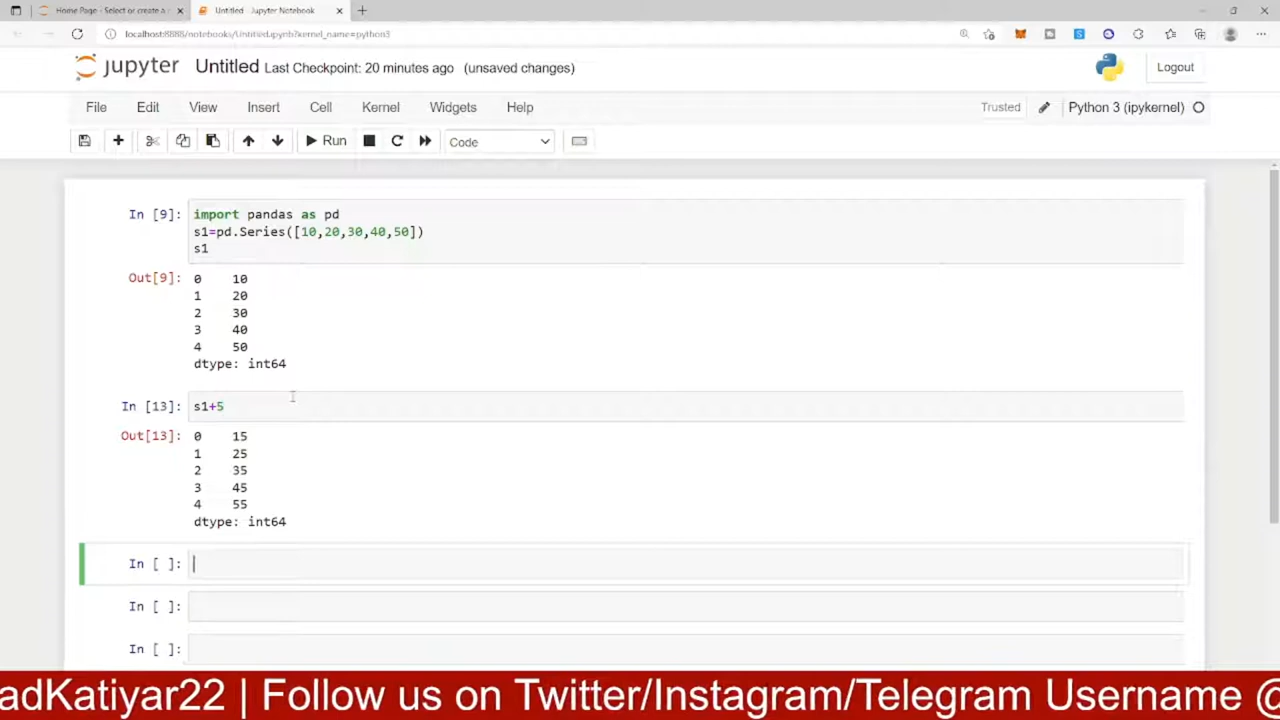 Home Page - Select or create a
Untitled - Jupyter Notebook
localhost:8888/notebooks/Untitled.ipynb?kernel_name=python3
jupyter Untitled Last Checkpoint: 20 minutes ago (unsaved changes)
Logout
File Edit View Insert Cell Kernel Widgets Help
Trusted
Python 3 (ipykernel)
Run
Code
In [9]: import pandas as pd
s1=pd.Series([10,20,30,40,50])
s1
Out[9]: 0 10
1 20
2 30
3 40
4 50
dtype: int64
In [13]: s1+5
Out[13]: 0 15
1 25
2 35
3 45
4 55
dtype: int64
In [ ]:
In [ ]:
In [ ]:
adKatiyar22 | Follow us on Twitter/Instagram/Telegram Username @